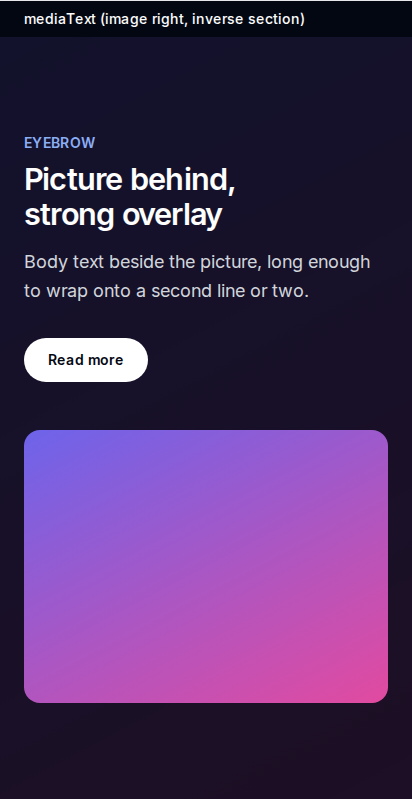 mediaText (image right, inverse section)
EYEBROW
Picture behind,
strong overlay
Body text beside the picture, long enough
to wrap onto a second line or two.
Read more